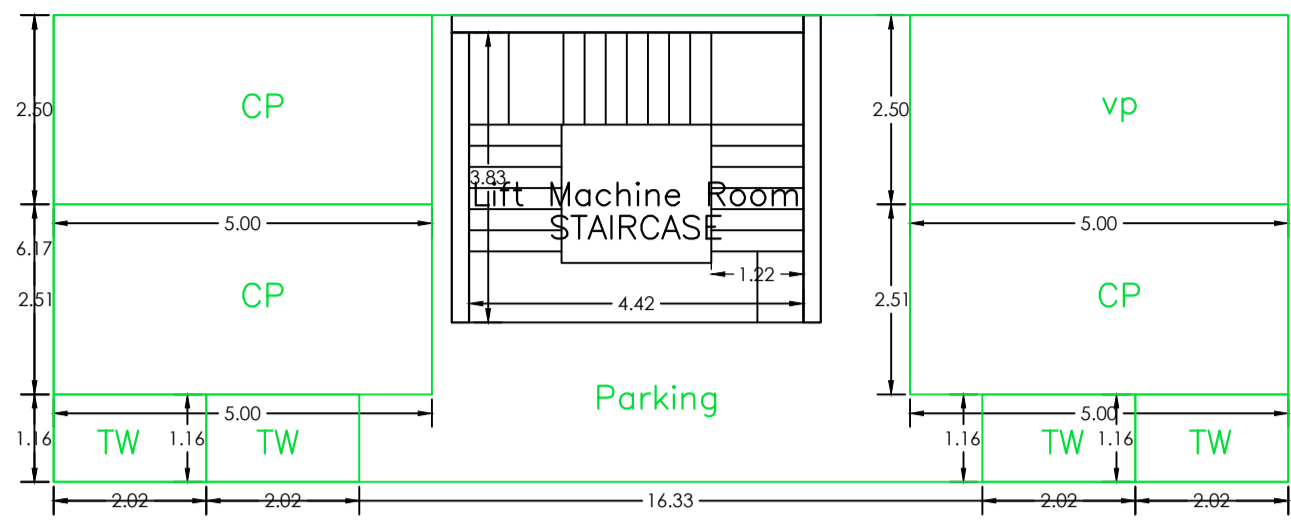 2.50
CP
2.50
vp
3.83
Lift Machine Room
STAIRCASE
5.00
5.00
6.17
1.22
2.51
CP
4.42
2.51
CP
Parking
5.00
5.00
1.16
TW
1.16
TW
1.16
TW
1.16
TW
2.02
2.02
16.33
2.02
2.02